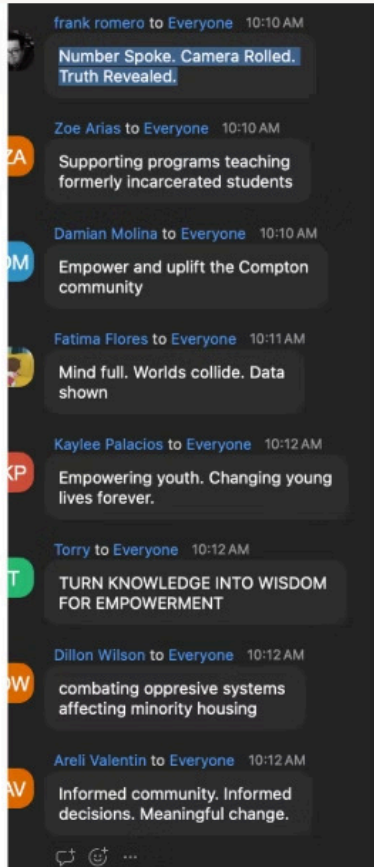 frank romero to Everyone 10:10 AM
Number Spoke. Camera Rolled.
Truth Revealed.
Zoe Arias to Everyone 10:10 AM
ZA
Supporting programs teaching
formerly incarcerated students
Damian Molina to Everyone 10:10 AM
DM
Empower and uplift the Compton
community
Fatima Flores to Everyone 10:11 AM
Mind full. Worlds collide. Data
shown
Kaylee Palacios to Everyone 10:12 AM
KP
Empowering youth. Changing young
lives forever.
Torry to Everyone 10:12 AM
T
TURN KNOWLEDGE INTO WISDOM
FOR EMPOWERMENT
Dillon Wilson to Everyone 10:12 AM
DW
combating oppresive systems
affecting minority housing
Areli Valentin to Everyone 10:12 AM
AV
Informed community. Informed
decisions. Meaningful change.